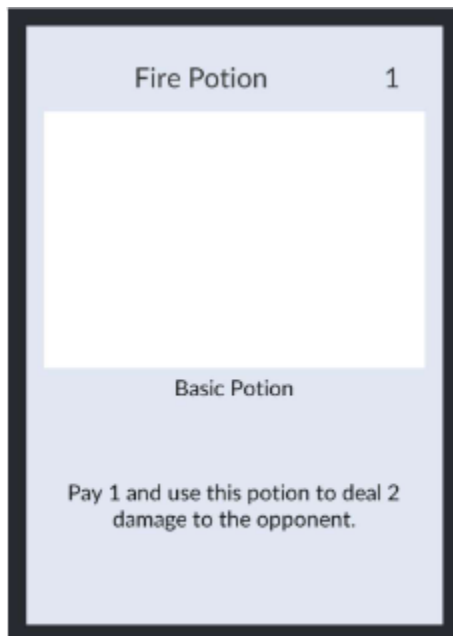 Fire Potion 1
Basic Potion
Pay 1 and use this potion to deal 2
damage to the opponent.